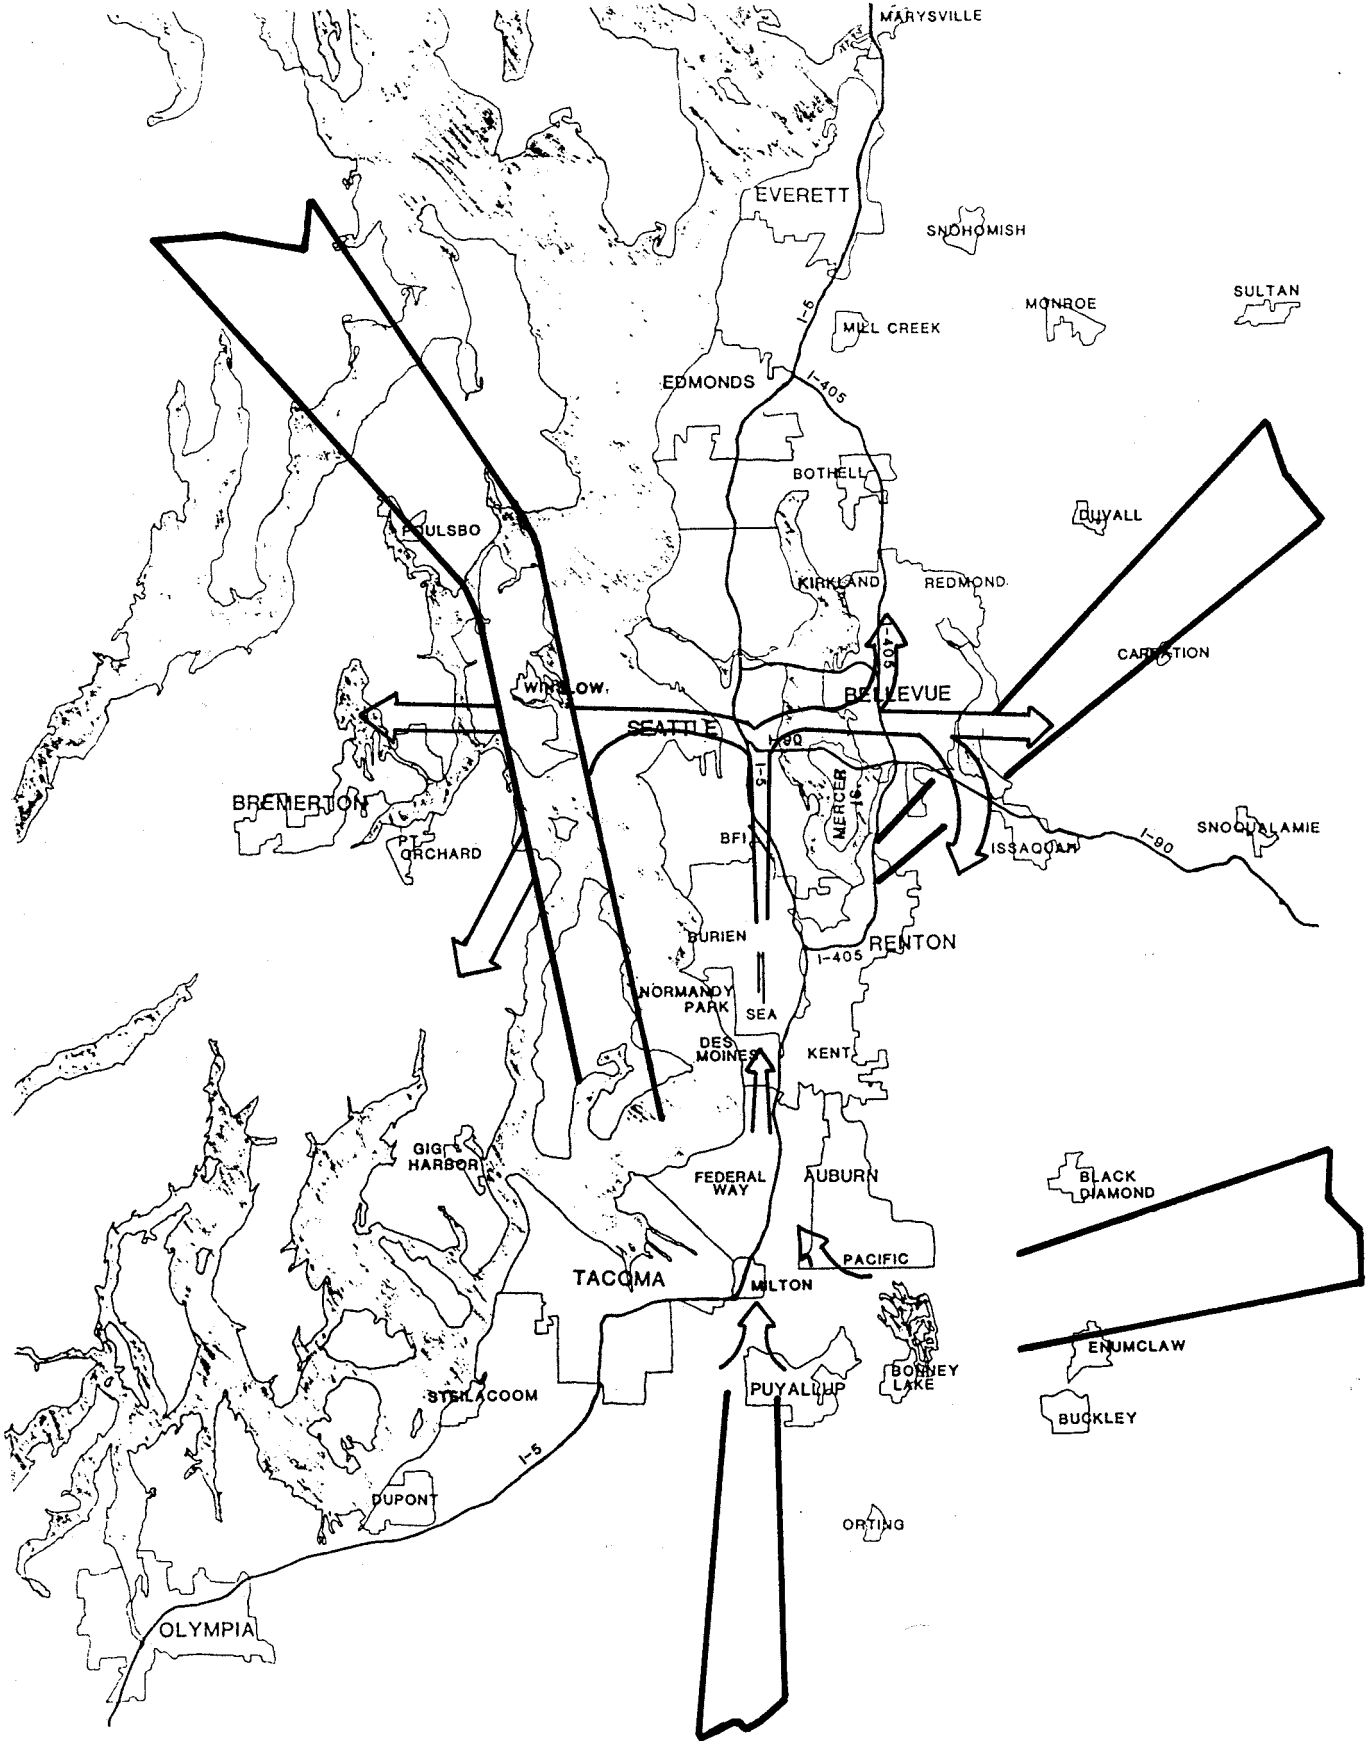 MARYSVILLE
EVERETT
SNOHOMISH
SULTAN
MONROE
I-5
MILL CREEK
EDMONDS
I-405
BOTHELL
DUVALL
POULSBO
KIRKLAND
REDMOND
I-405
CARNATION
WINSLOW
BELLEVUE
SEATTLE
I-90
I-5
MERCER
IS.
BREMERTON
BFI
SNOQUALAMIE
I-90
PT.
ORCHARD
ISSAQUAH
BURIEN
RENTON
I-405
NORMANDY
PARK
SEA
DES
MOINES
KENT
GIG
HARBOR
FEDERAL
WAY
AUBURN
BLACK
DIAMOND
PACIFIC
TACOMA
MILTON
ENUMCLAW
BONNEY
LAKE
STEILACOOM
PUYALLUP
BUCKLEY
I-5
DUPONT
ORTING
OLYMPIA